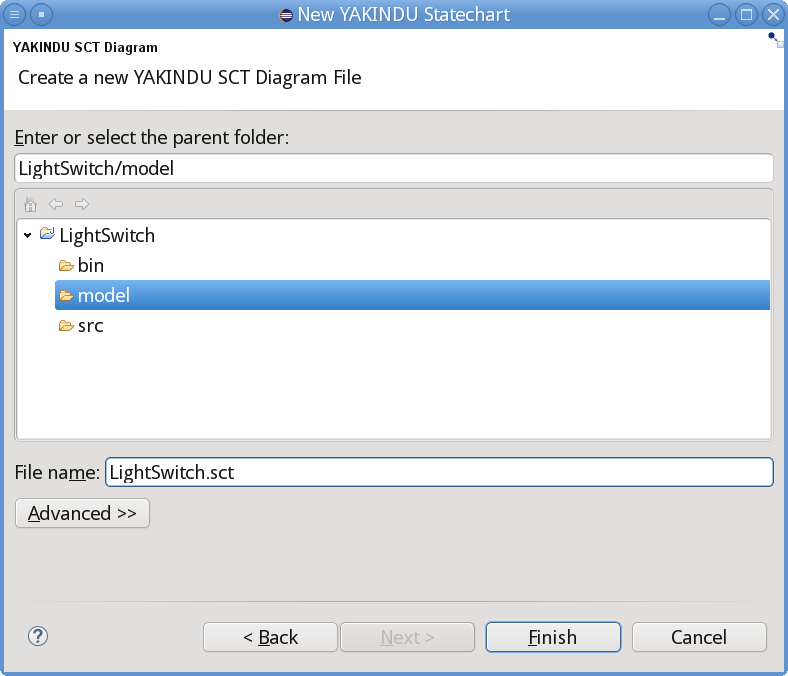 New YAKINDU Statechart
YAKINDU SCT Diagram
Create a new YAKINDU SCT Diagram File
Enter or select the parent folder:
LightSwitch/model
LightSwitch
bin
model
src
File name: LightSwitch.sct
Advanced >>
? < Back Next > Finish Cancel